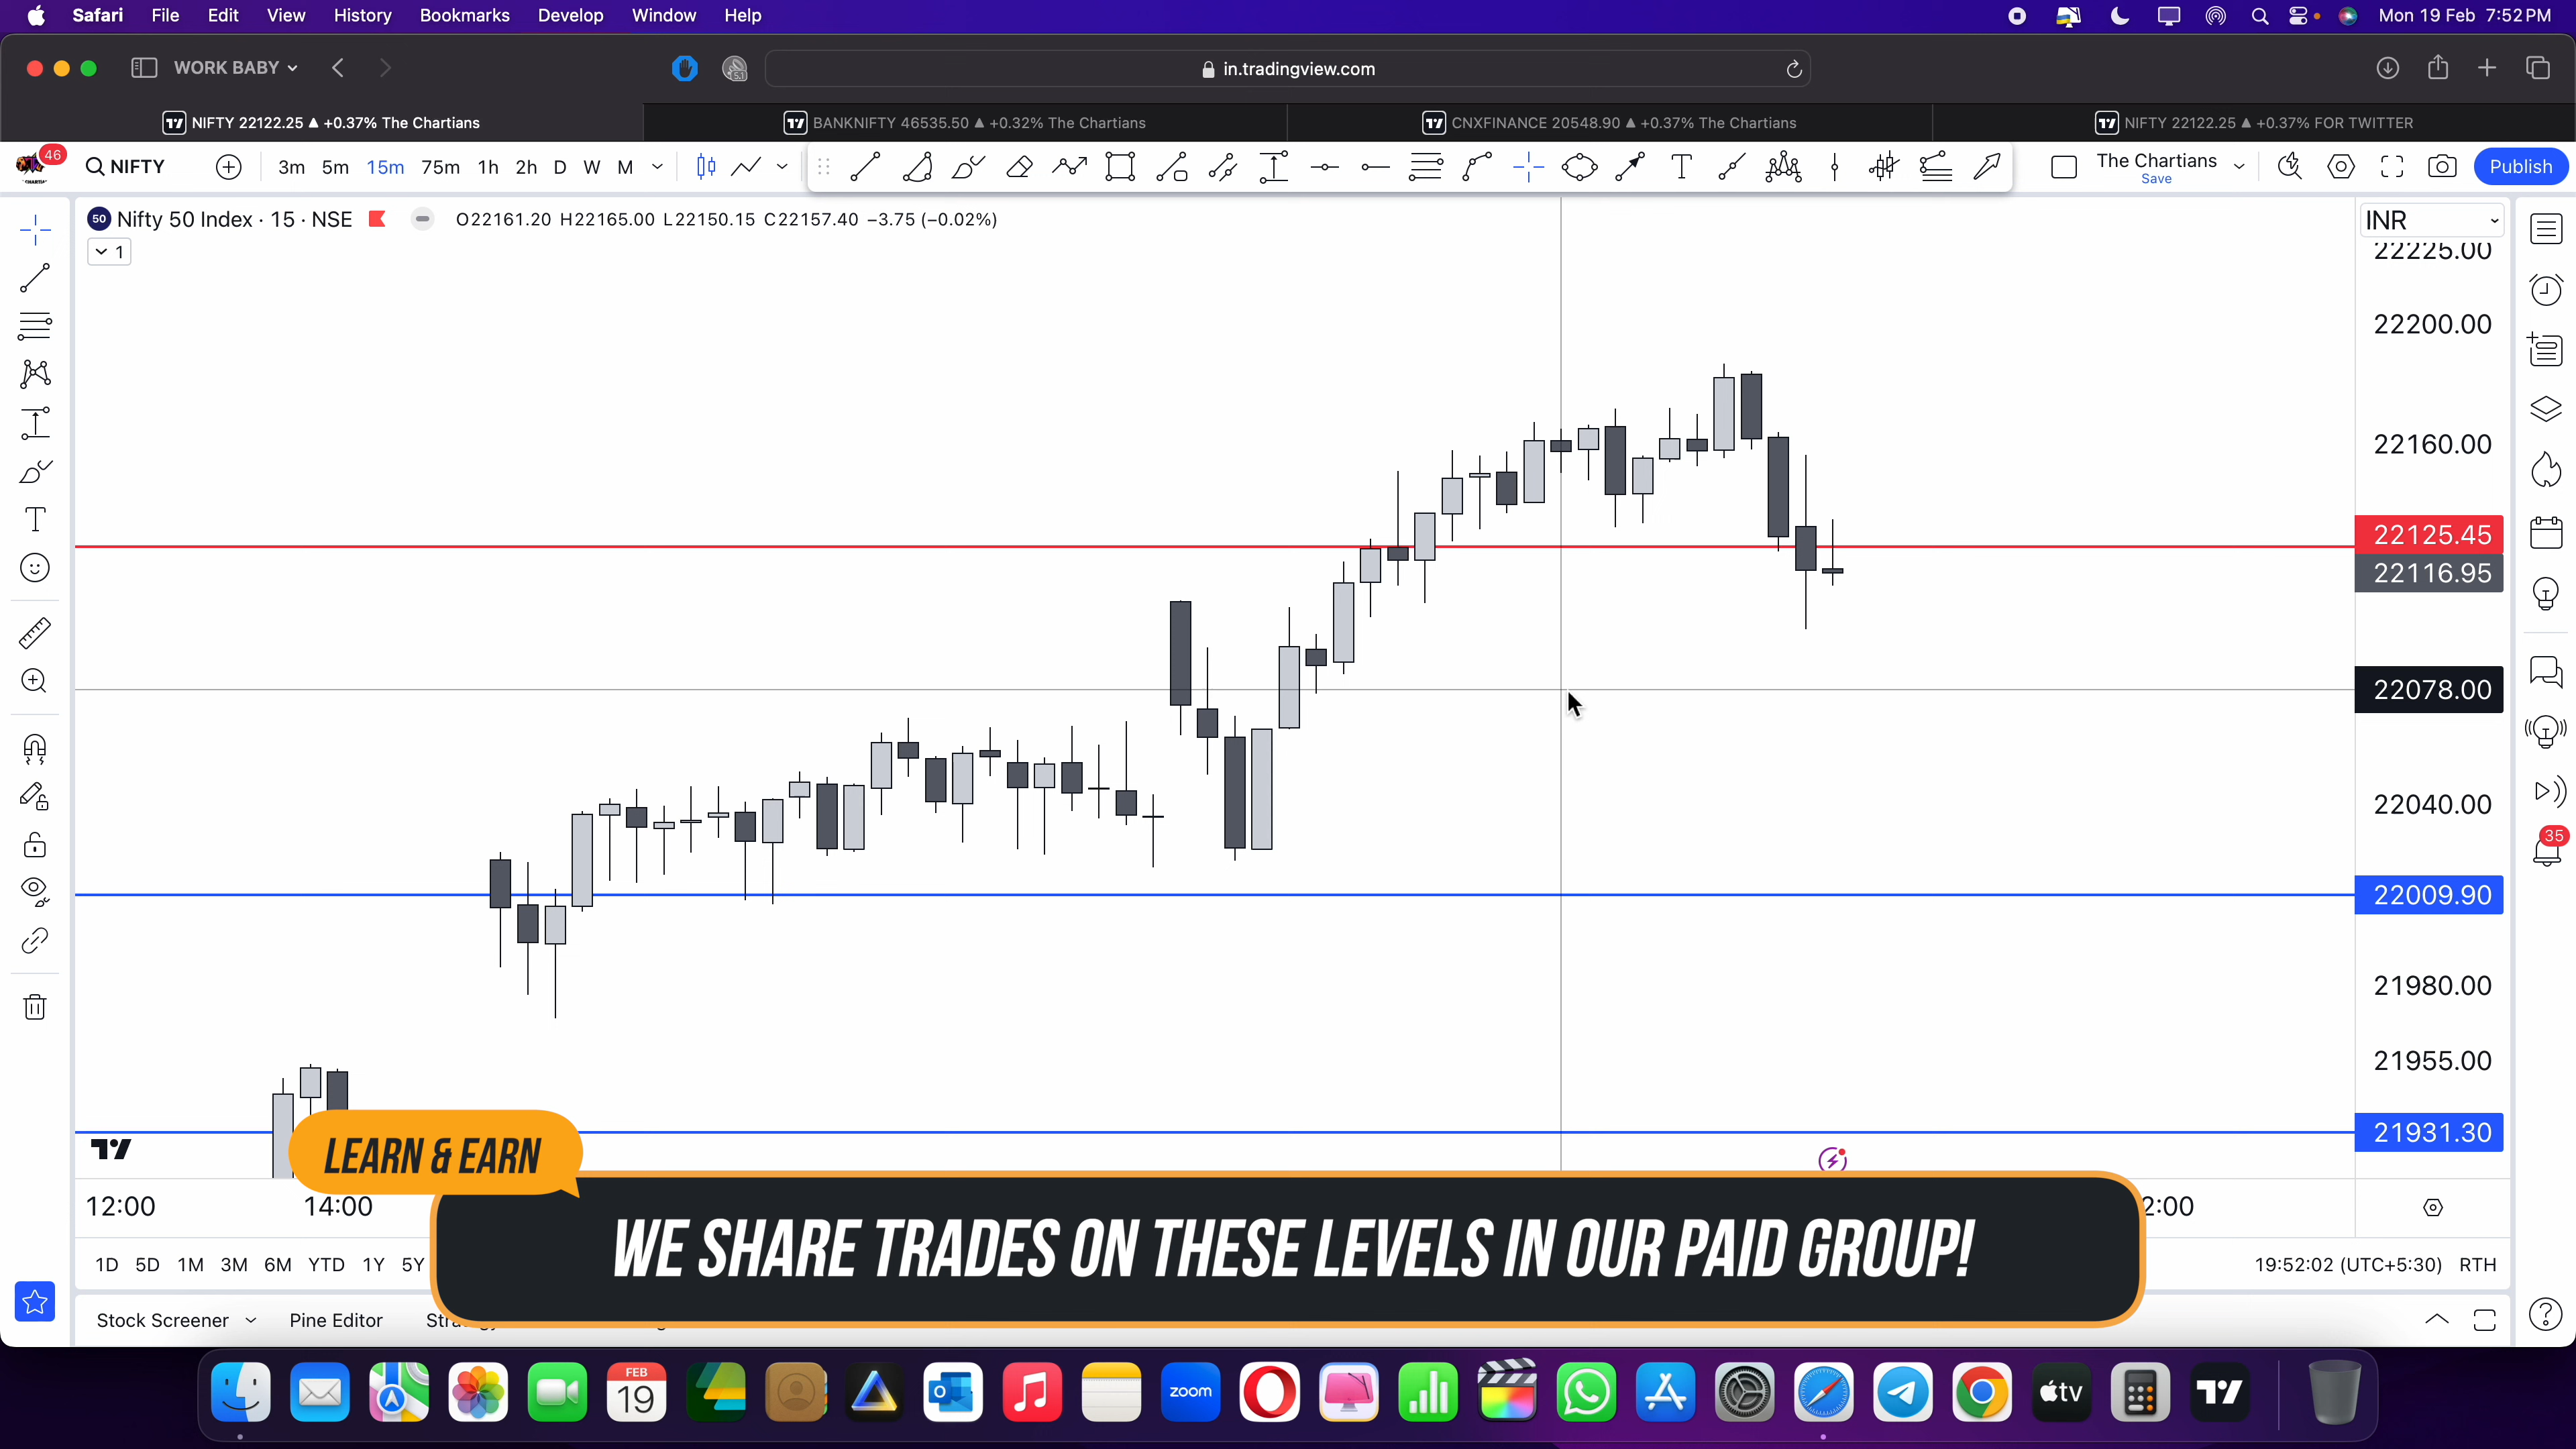 Safari File Edit View History Bookmarks Develop Window Help Mon 19 Feb 7:52PM
WORK BABY in.tradingview.com
NIFTY 22122.25 ▲ +0.37% The Chartians
BANKNIFTY 46535.50 ▲ +0.32% The Chartians
CNXFINANCE 20548.90 ▲ +0.37% The Chartians
NIFTY 22122.25 ▲ +0.37% FOR TWITTER
46 NIFTY 3m 5m 15m 75m 1h 2h D W M The Chartians Publish
Save
50 Nifty 50 Index · 15 · NSE O22161.20 H22165.00 L22150.15 C22157.40 −3.75 (−0.02%) INR
1
22225.00
22200.00
22160.00
22125.45
22116.95
22078.00
22040.00
35
22009.90
21980.00
21955.00
21931.30
LEARN & EARN
12:00 14:00 2:00
WE SHARE TRADES ON THESE LEVELS IN OUR PAID GROUP!
1D 5D 1M 3M 6M YTD 1Y 5Y 19:52:02 (UTC+5:30) RTH
Stock Screener Pine Editor
FEB
19
zoom
tv